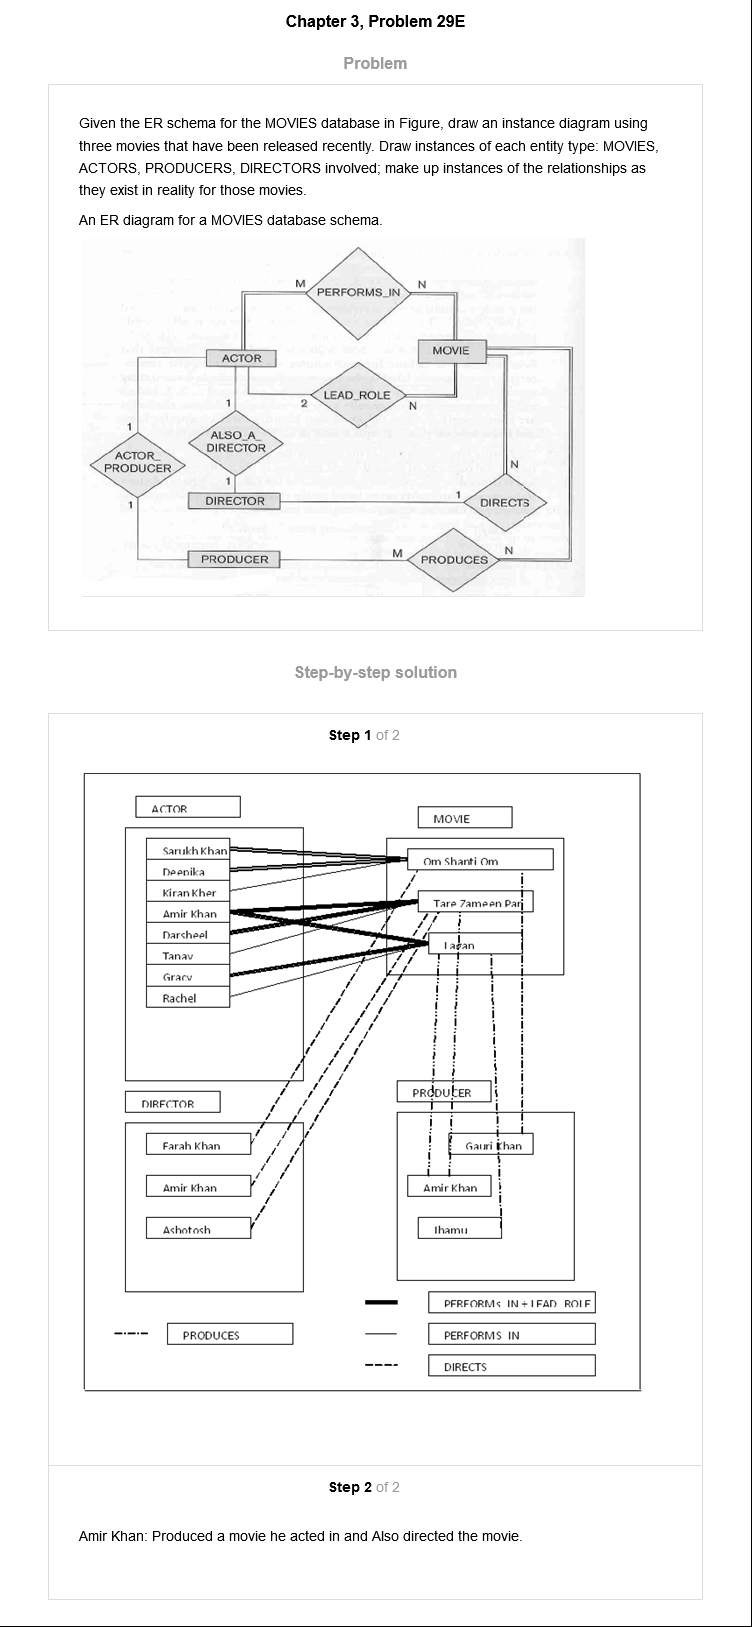 Chapter 3, Problem 29E
Problem
Given the ER schema for the MOVIES database in Figure, draw an instance diagram using
three movies that have been released recently. Draw instances of each entity type: MOVIES,
ACTORS, PRODUCERS, DIRECTORS involved; make up instances of the relationships as
they exist in reality for those movies.
An ER diagram for a MOVIES database schema.
M
PERFORMS_IN
N
ACTOR
MOVIE
1
2
LEAD_ROLE
N
1
ALSO_A_
DIRECTOR
ACTOR_
PRODUCER
1
1
DIRECTOR
1
DIRECTS
N
PRODUCER
M
PRODUCES
N
Step-by-step solution
Step 1 of 2
ACTOR
MOVIE
Sarukh Khan
Deepika
Kiran Kher
Amir Khan
Darsheel
Tanay
Gracy
Rachel
Om Shanti Om
Tare Zameen Par
Lagan
DIRECTOR
PRODUCER
Farah Khan
Amir Khan
Ashotosh
Gauri Khan
Amir Khan
Jhamu
PERFORMs_IN + LEAD_ROLE
PRODUCES
PERFORMS_IN
DIRECTS
Step 2 of 2
Amir Khan: Produced a movie he acted in and Also directed the movie.